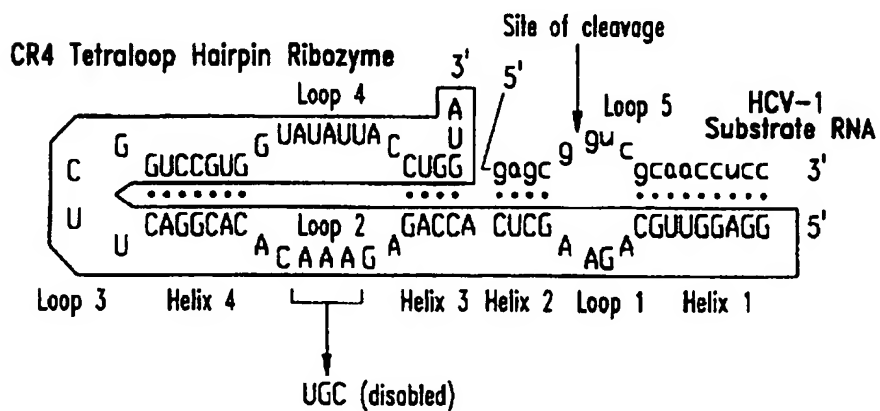 Site of cleavage
CR4 Tetraloop Hairpin Ribozyme
3'
5'
Loop 4
Loop 5
HCV-1
Substrate RNA
A
U
G
G
UAUAUUA
C
g
gu
c
C
GUCCGUG
CUGG
gagc
gcaaccucc
3'
U
CAGGCAC
Loop 2
GACCA
CUCG
CGUUGGAGG
5'
U
A
CAAAG
A
A
AG
A
Loop 3
Helix 4
Helix 3
Helix 2
Loop 1
Helix 1
UGC (disabled)